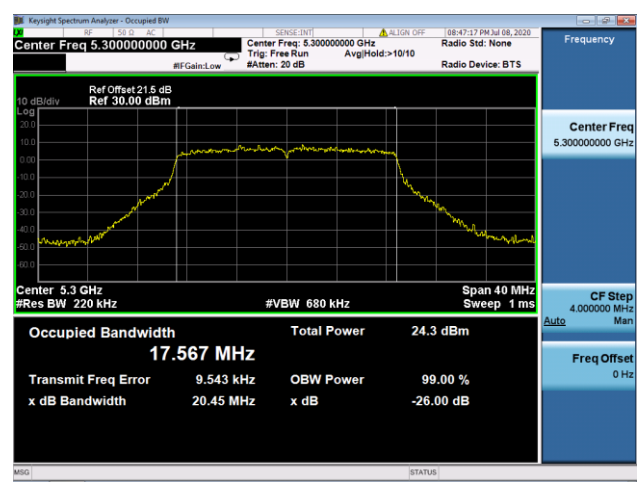 Keysight Spectrum Analyzer - Occupied BW
RF 50 Ω AC SENSE:INT ALIGN OFF 08:47:17 PM Jul 08, 2020
Center Freq 5.300000000 GHz Center Freq: 5.300000000 GHz Radio Std: None
Trig: Free Run Avg|Hold:>10/10
#IFGain:Low #Atten: 20 dB Radio Device: BTS
Ref Offset 21.5 dB
10 dB/div Ref 30.00 dBm
Log
20.0
10.0
0.00
-10.0
-20.0
-30.0
-40.0
-50.0
-60.0
Center 5.3 GHz Span 40 MHz
#Res BW 220 kHz #VBW 680 kHz Sweep 1 ms
Occupied Bandwidth Total Power 24.3 dBm
17.567 MHz
Transmit Freq Error 9.543 kHz OBW Power 99.00 %
x dB Bandwidth 20.45 MHz x dB -26.00 dB
MSG STATUS
Frequency
Center Freq
5.300000000 GHz
CF Step
4.000000 MHz
Auto Man
Freq Offset
0 Hz